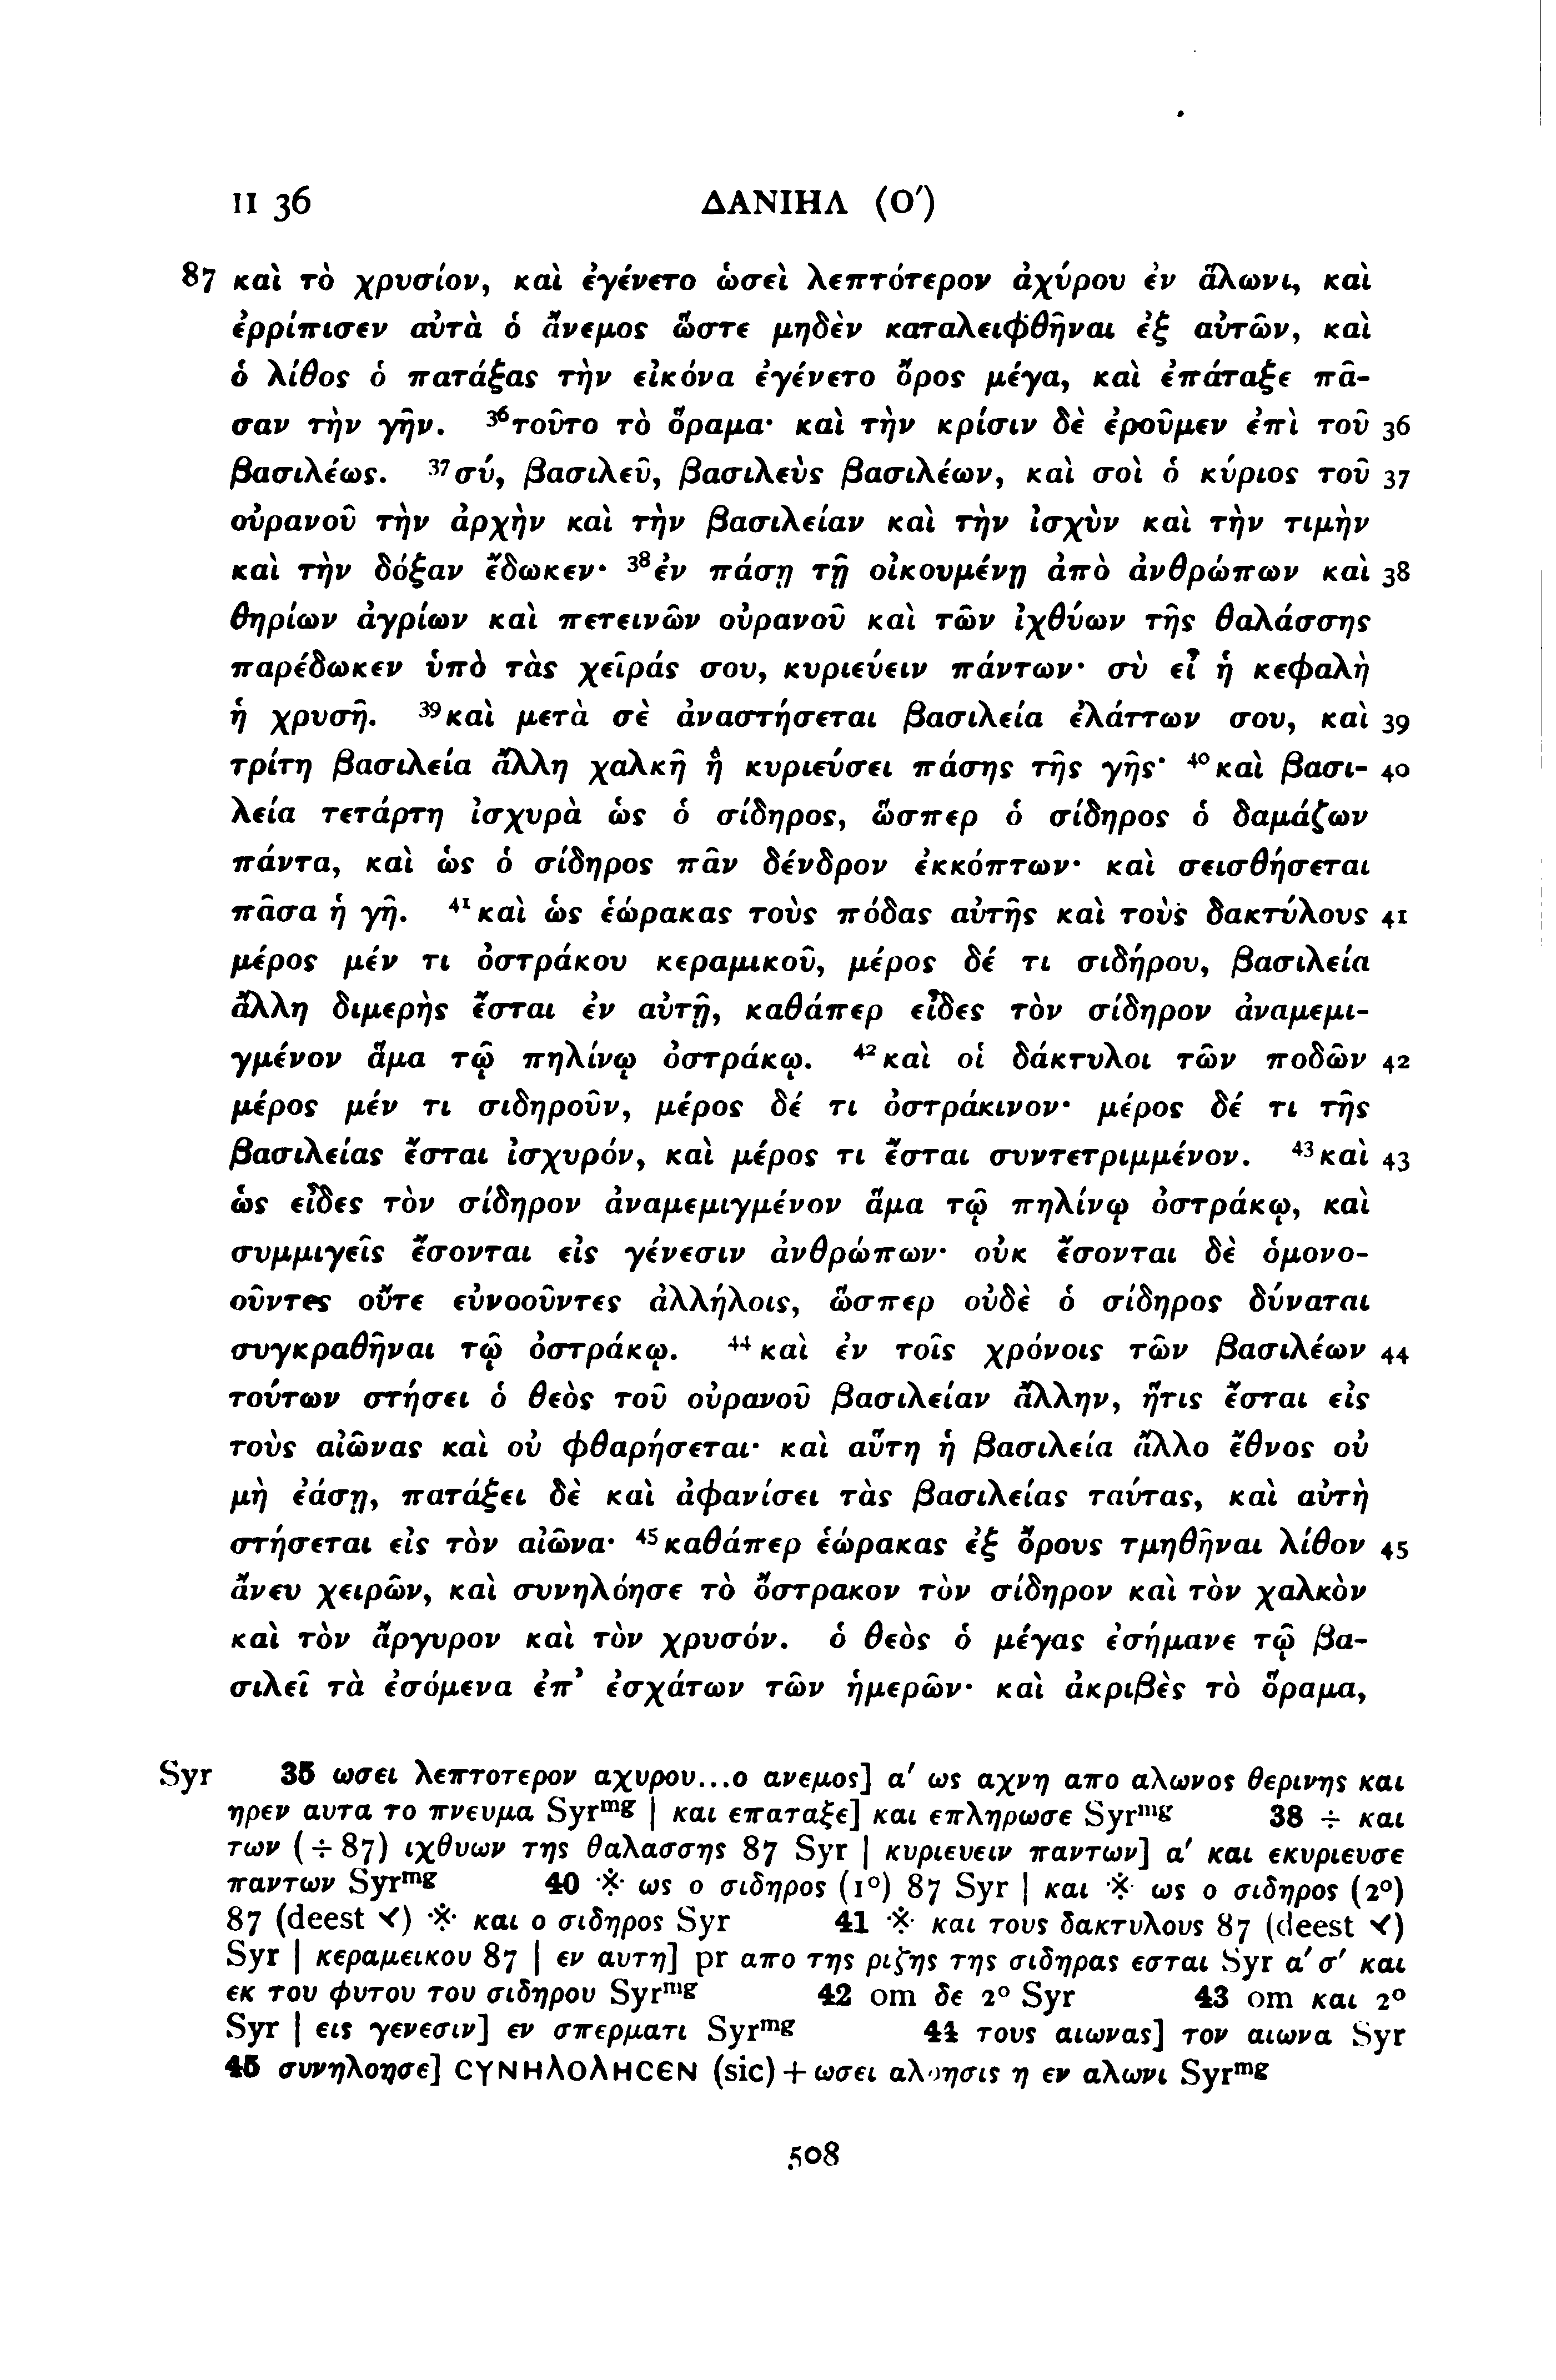 II 36 ΔΑΝΙΗΛ (Ο′)
87 καὶ τὸ χρυσίον, καὶ ἐγένετο ὡσεὶ λεπτότερον ἀχύρου ἐν ἅλωνι, καὶ
ἐρρίπισεν αὐτὰ ὁ ἄνεμος ὥστε μηδὲν καταλειφθῆναι ἐξ αὐτῶν, καὶ
ὁ λίθος ὁ πατάξας τὴν εἰκόνα ἐγένετο ὄρος μέγα, καὶ ἐπάταξε πᾶ-
σαν τὴν γῆν. ³⁶τοῦτο τὸ ὅραμα· καὶ τὴν κρίσιν δὲ ἐροῦμεν ἐπὶ τοῦ 36
βασιλέως. ³⁷σύ, βασιλεῦ, βασιλεὺς βασιλέων, καὶ σοὶ ὁ κύριος τοῦ 37
οὐρανοῦ τὴν ἀρχὴν καὶ τὴν βασιλείαν καὶ τὴν ἰσχὺν καὶ τὴν τιμὴν
καὶ τὴν δόξαν ἔδωκεν· ³⁸ἐν πάσῃ τῇ οἰκουμένῃ ἀπὸ ἀνθρώπων καὶ 38
θηρίων ἀγρίων καὶ πετεινῶν οὐρανοῦ καὶ τῶν ἰχθύων τῆς θαλάσσης
παρέδωκεν ὑπὸ τὰς χεῖράς σου, κυριεύειν πάντων· σὺ εἶ ἡ κεφαλὴ
ἡ χρυσῆ. ³⁹καὶ μετὰ σὲ ἀναστήσεται βασιλεία ἐλάττων σου, καὶ 39
τρίτη βασιλεία ἄλλη χαλκῆ ἣ κυριεύσει πάσης τῆς γῆς· ⁴⁰καὶ βασι- 40
λεία τετάρτη ἰσχυρὰ ὡς ὁ σίδηρος, ὥσπερ ὁ σίδηρος ὁ δαμάζων
πάντα, καὶ ὡς ὁ σίδηρος πᾶν δένδρον ἐκκόπτων· καὶ σεισθήσεται
πᾶσα ἡ γῆ. ⁴¹καὶ ὡς ἑώρακας τοὺς πόδας αὐτῆς καὶ τοὺς δακτύλους 41
μέρος μέν τι ὀστράκου κεραμικοῦ, μέρος δέ τι σιδήρου, βασιλεία
ἄλλη διμερὴς ἔσται ἐν αὐτῇ, καθάπερ εἶδες τὸν σίδηρον ἀναμεμι-
γμένον ἅμα τῷ πηλίνῳ ὀστράκῳ. ⁴²καὶ οἱ δάκτυλοι τῶν ποδῶν 42
μέρος μέν τι σιδηροῦν, μέρος δέ τι ὀστράκινον· μέρος δέ τι τῆς
βασιλείας ἔσται ἰσχυρόν, καὶ μέρος τι ἔσται συντετριμμένον. ⁴³καὶ 43
ὡς εἶδες τὸν σίδηρον ἀναμεμιγμένον ἅμα τῷ πηλίνῳ ὀστράκῳ, καὶ
συμμιγεῖς ἔσονται εἰς γένεσιν ἀνθρώπων· οὐκ ἔσονται δὲ ὁμονο-
οῦντες οὔτε εὐνοοῦντες ἀλλήλοις, ὥσπερ οὐδὲ ὁ σίδηρος δύναται
συγκραθῆναι τῷ ὀστράκῳ. ⁴⁴καὶ ἐν τοῖς χρόνοις τῶν βασιλέων 44
τούτων στήσει ὁ θεὸς τοῦ οὐρανοῦ βασιλείαν ἄλλην, ἥτις ἔσται εἰς
τοὺς αἰῶνας καὶ οὐ φθαρήσεται· καὶ αὕτη ἡ βασιλεία ἄλλο ἔθνος οὐ
μὴ ἐάσῃ, πατάξει δὲ καὶ ἀφανίσει τὰς βασιλείας ταύτας, καὶ αὐτὴ
στήσεται εἰς τὸν αἰῶνα· ⁴⁵καθάπερ ἑώρακας ἐξ ὄρους τμηθῆναι λίθον 45
ἄνευ χειρῶν, καὶ συνηλόησε τὸ ὄστρακον τὸν σίδηρον καὶ τὸν χαλκὸν
καὶ τὸν ἄργυρον καὶ τὸν χρυσόν. ὁ θεὸς ὁ μέγας ἐσήμανε τῷ βα-
σιλεῖ τὰ ἐσόμενα ἐπ’ ἐσχάτων τῶν ἡμερῶν· καὶ ἀκριβὲς τὸ ὅραμα,
Syr 35 ωσει λεπτοτερον αχυρου...ο ανεμος] α′ ως αχνη απο αλωνος θερινης και
ηρεν αυτα το πνευμα Syrᵐᵍ | και επαταξε] και επληρωσε Syrᵐᵍ 38 ÷ και
των (÷ 87) ιχθυων της θαλασσης 87 Syr | κυριευειν παντων] α′ και εκυριευσε
παντων Syrᵐᵍ 40 ※ ως ο σιδηρος (1°) 87 Syr | και ※ ως ο σιδηρος (2°)
87 (deest ⸔) ※ και ο σιδηρος Syr 41 ※ και τους δακτυλους 87 (deest ⸔)
Syr | κεραμεικου 87 | εν αυτη] pr απο της ριζης της σιδηρας εσται Syr α′ σ′ και
εκ του φυτου του σιδηρου Syrᵐᵍ 42 om δε 2° Syr 43 om και 2°
Syr | εις γενεσιν] εν σπερματι Syrᵐᵍ 44 τους αιωνας] τον αιωνα Syr
45 συνηλοησε] ϹΥΝΗΛΟΛΗϹЄΝ (sic) + ωσει αλοησις η εν αλωνι Syrᵐᵍ
508